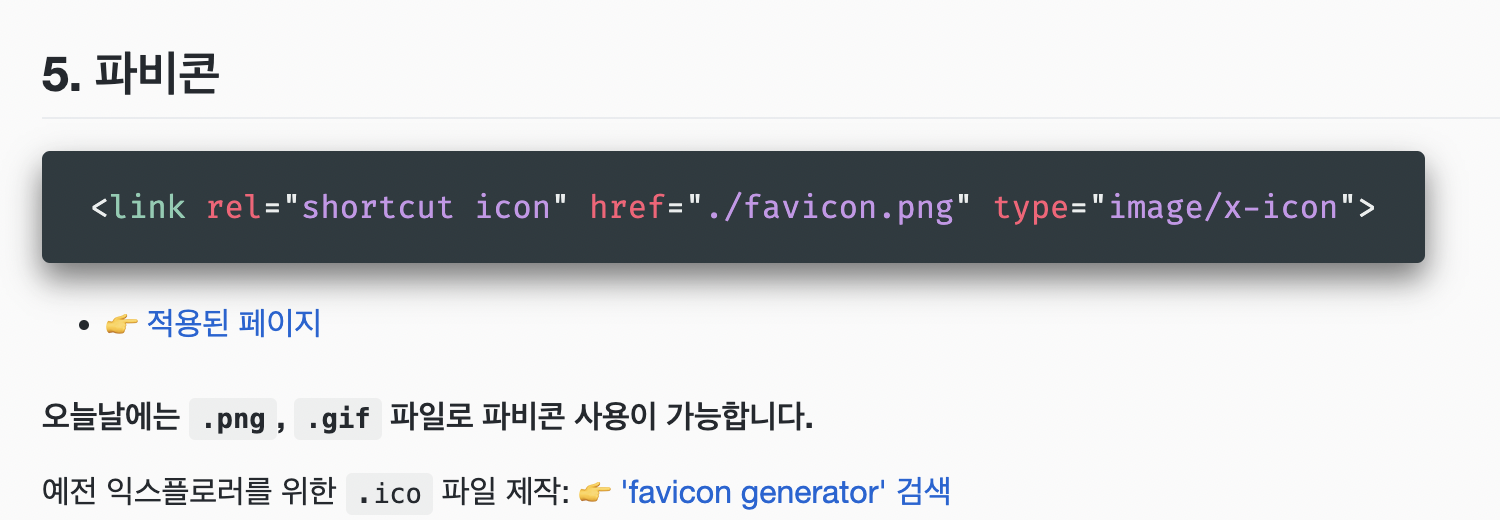 5. 파비콘
<link rel="shortcut icon" href="./favicon.png" type="image/x-icon">
• 👉 적용된 페이지
오늘날에는 .png, .gif 파일로 파비콘 사용이 가능합니다.
예전 익스플로러를 위한 .ico 파일 제작: 👉 'favicon generator' 검색